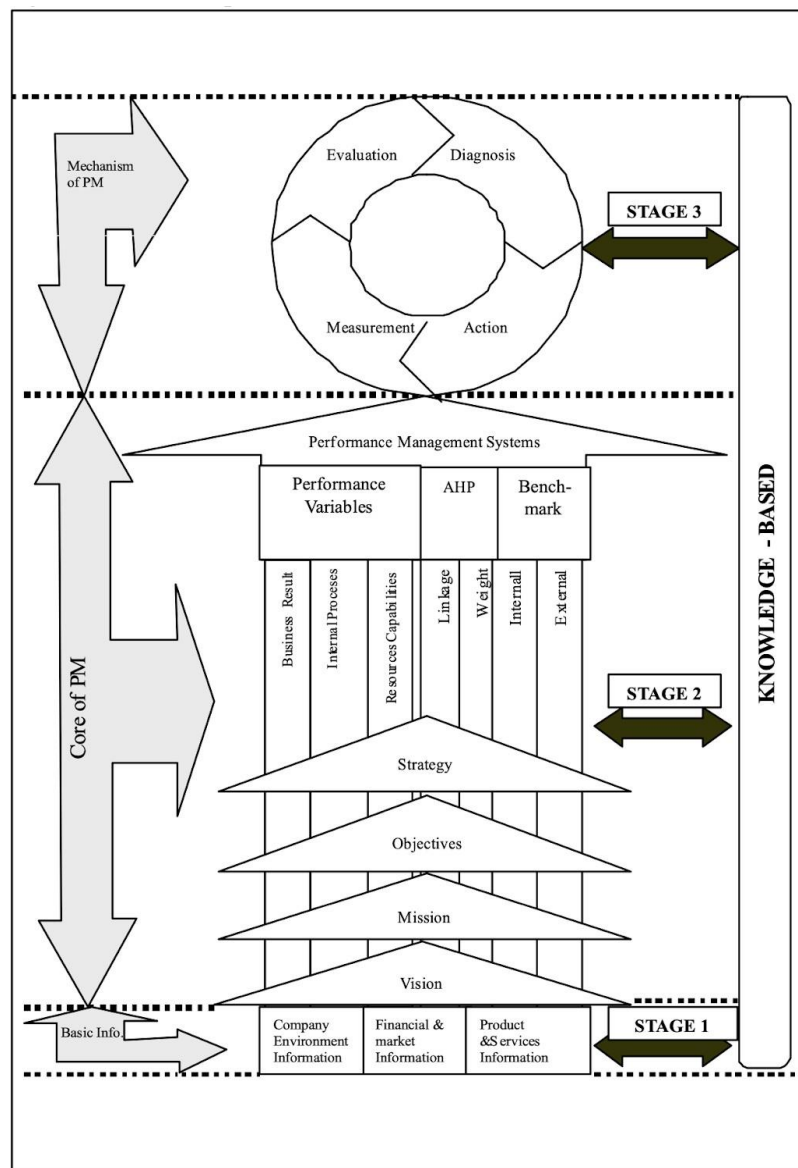 Mechanism
of PM
Evaluation
Diagnosis
STAGE 3
Measurement
Action
Performance Management Systems
Performance
Variables
AHP
Bench-
mark
Business Result
Internal Proceses
Resources Capabilities
Linkage
Weight
Internall
External
Core of PM
STAGE 2
KNOWLEDGE - BASED
Strategy
Objectives
Mission
Vision
Basic Info.
Company
Environment
Information
Financial &
market
Information
Product
&Services
Information
STAGE 1